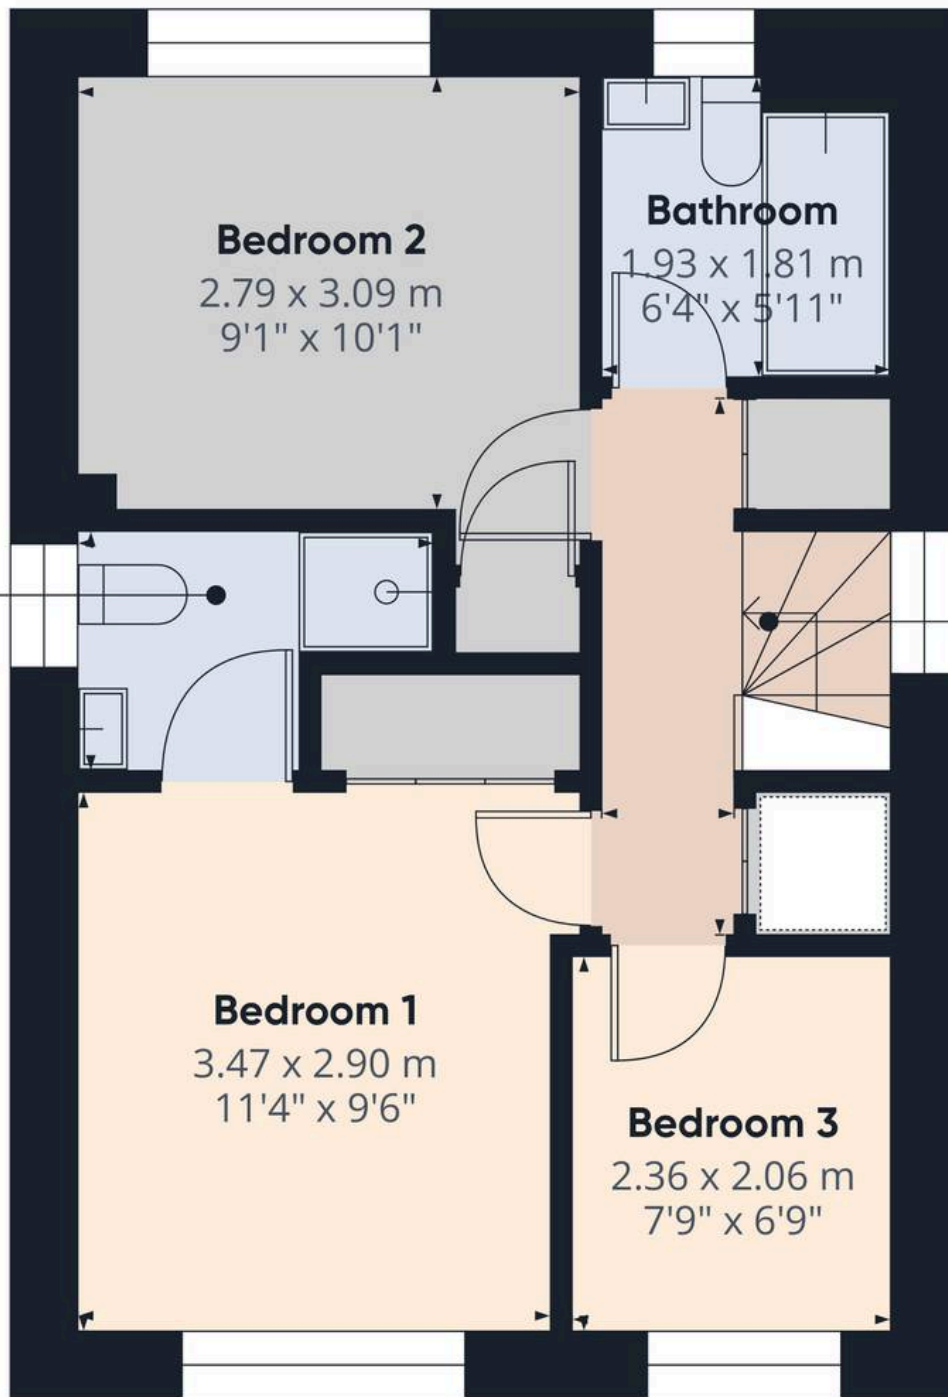 Bedroom 2
2.79 x 3.09 m
9'1" x 10'1"
Bathroom
1.93 x 1.81 m
6'4" x 5'11"
Bedroom 1
3.47 x 2.90 m
11'4" x 9'6"
Bedroom 3
2.36 x 2.06 m
7'9" x 6'9"